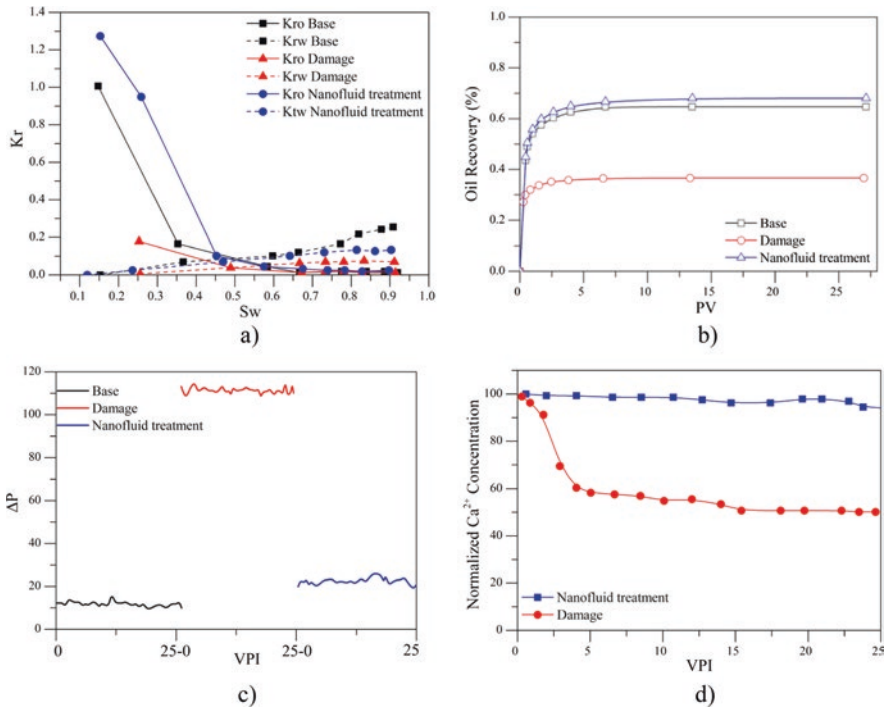 1.4
1.2
1.0
0.8
0.6
0.4
0.2
0.0
Kr
0.1 0.2 0.3 0.4 0.5 0.6 0.7 0.8 0.9 1.0
Sw
Kro Base
Krw Base
Kro Damage
Krw Damage
Kro Nanofluid treatment
Ktw Nanofluid treatment
a)
1.0
0.8
0.6
0.4
0.2
0.0
Oil Recovery (%)
0 5 10 15 20 25
PV
Base
Damage
Nanofluid treatment
b)
120
110
100
80
60
40
20
0
ΔP
0 25-0 25-0 25
VPI
Base
Damage
Nanofluid treatment
c)
100
80
60
40
20
0
Normalized Ca²⁺ Concentration
0 5 10 15 20 25
VPI
Nanofluid treatment
Damage
d)